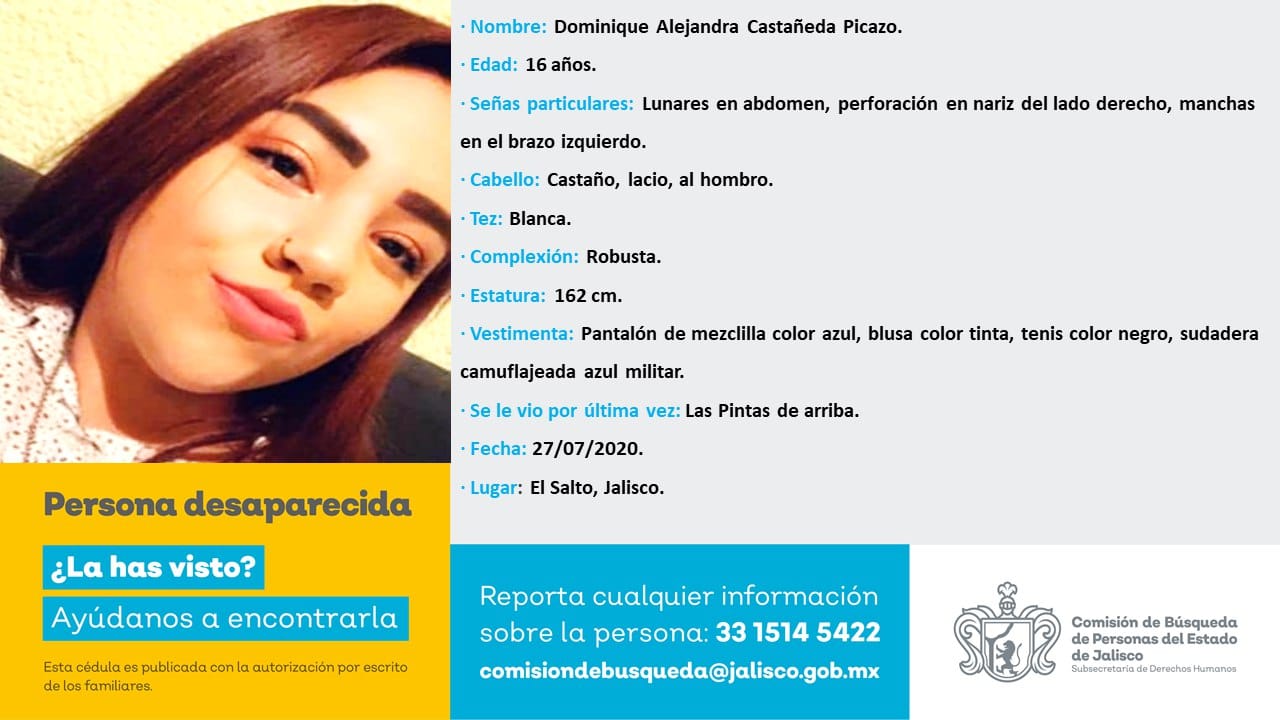 · Nombre: Dominique Alejandra Castañeda Picazo.
· Edad: 16 años.
· Señas particulares: Lunares en abdomen, perforación en nariz del lado derecho, manchas
en el brazo izquierdo.
· Cabello: Castaño, lacio, al hombro.
· Tez: Blanca.
· Complexión: Robusta.
· Estatura: 162 cm.
· Vestimenta: Pantalón de mezclilla color azul, blusa color tinta, tenis color negro, sudadera
camuflajeada azul militar.
· Se le vio por última vez: Las Pintas de arriba.
· Fecha: 27/07/2020.
· Lugar: El Salto, Jalisco.
Persona desaparecida
¿La has visto?
Ayúdanos a encontrarla
Esta cédula es publicada con la autorización por escrito
de los familiares.
Reporta cualquier información
sobre la persona: 33 1514 5422
comisiondebusqueda@jalisco.gob.mx
Comisión de Búsqueda
de Personas del Estado
de Jalisco
Subsecretaría de Derechos Humanos